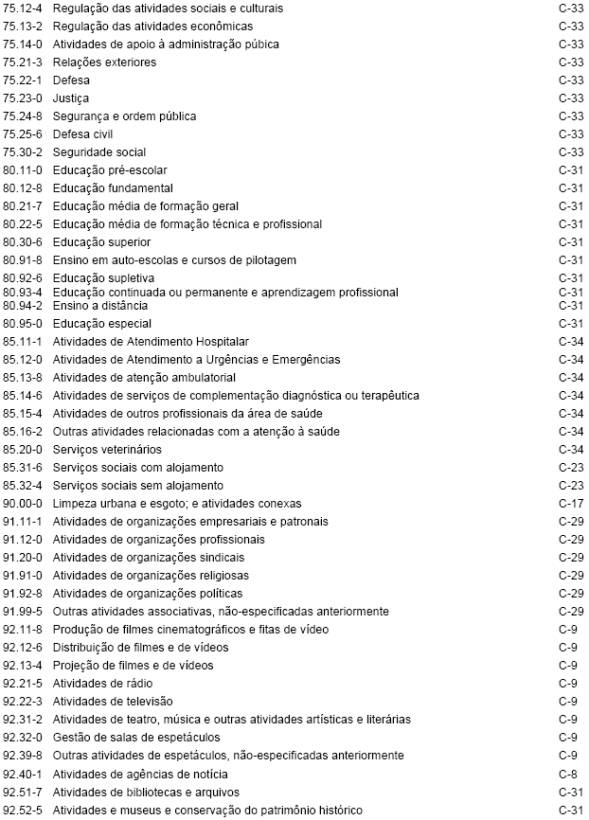 75.12-4 Regulação das atividades sociais e culturais C-33
75.13-2 Regulação das atividades econômicas C-33
75.14-0 Atividades de apoio à administração púbica C-33
75.21-3 Relações exteriores C-33
75.22-1 Defesa C-33
75.23-0 Justiça C-33
75.24-8 Segurança e ordem pública C-33
75.25-6 Defesa civil C-33
75.30-2 Seguridade social C-33
80.11-0 Educação pré-escolar C-31
80.12-8 Educação fundamental C-31
80.21-7 Educação média de formação geral C-31
80.22-5 Educação média de formação técnica e profissional C-31
80.30-6 Educação superior C-31
80.91-8 Ensino em auto-escolas e cursos de pilotagem C-31
80.92-6 Educação supletiva C-31
80.93-4 Educação continuada ou permanente e aprendizagem profissional C-31
80.94-2 Ensino a distância C-31
80.95-0 Educação especial C-31
85.11-1 Atividades de Atendimento Hospitalar C-34
85.12-0 Atividades de Atendimento a Urgências e Emergências C-34
85.13-8 Atividades de atenção ambulatorial C-34
85.14-6 Atividades de serviços de complementação diagnóstica ou terapêutica C-34
85.15-4 Atividades de outros profissionais da área de saúde C-34
85.16-2 Outras atividades relacionadas com a atenção à saúde C-34
85.20-0 Serviços veterinários C-34
85.31-6 Serviços sociais com alojamento C-23
85.32-4 Serviços sociais sem alojamento C-23
90.00-0 Limpeza urbana e esgoto; e atividades conexas C-17
91.11-1 Atividades de organizações empresariais e patronais C-29
91.12-0 Atividades de organizações profissionais C-29
91.20-0 Atividades de organizações sindicais C-29
91.91-0 Atividades de organizações religiosas C-29
91.92-8 Atividades de organizações políticas C-29
91.99-5 Outras atividades associativas, não-especificadas anteriormente C-29
92.11-8 Produção de filmes cinematográficos e fitas de vídeo C-9
92.12-6 Distribuição de filmes e de vídeos C-9
92.13-4 Projeção de filmes e de vídeos C-9
92.21-5 Atividades de rádio C-9
92.22-3 Atividades de televisão C-9
92.31-2 Atividades de teatro, música e outras atividades artísticas e literárias C-9
92.32-0 Gestão de salas de espetáculos C-9
92.39-8 Outras atividades de espetáculos, não-especificadas anteriormente C-9
92.40-1 Atividades de agências de notícia C-8
92.51-7 Atividades de bibliotecas e arquivos C-31
92.52-5 Atividades e museus e conservação do patrimônio histórico C-31